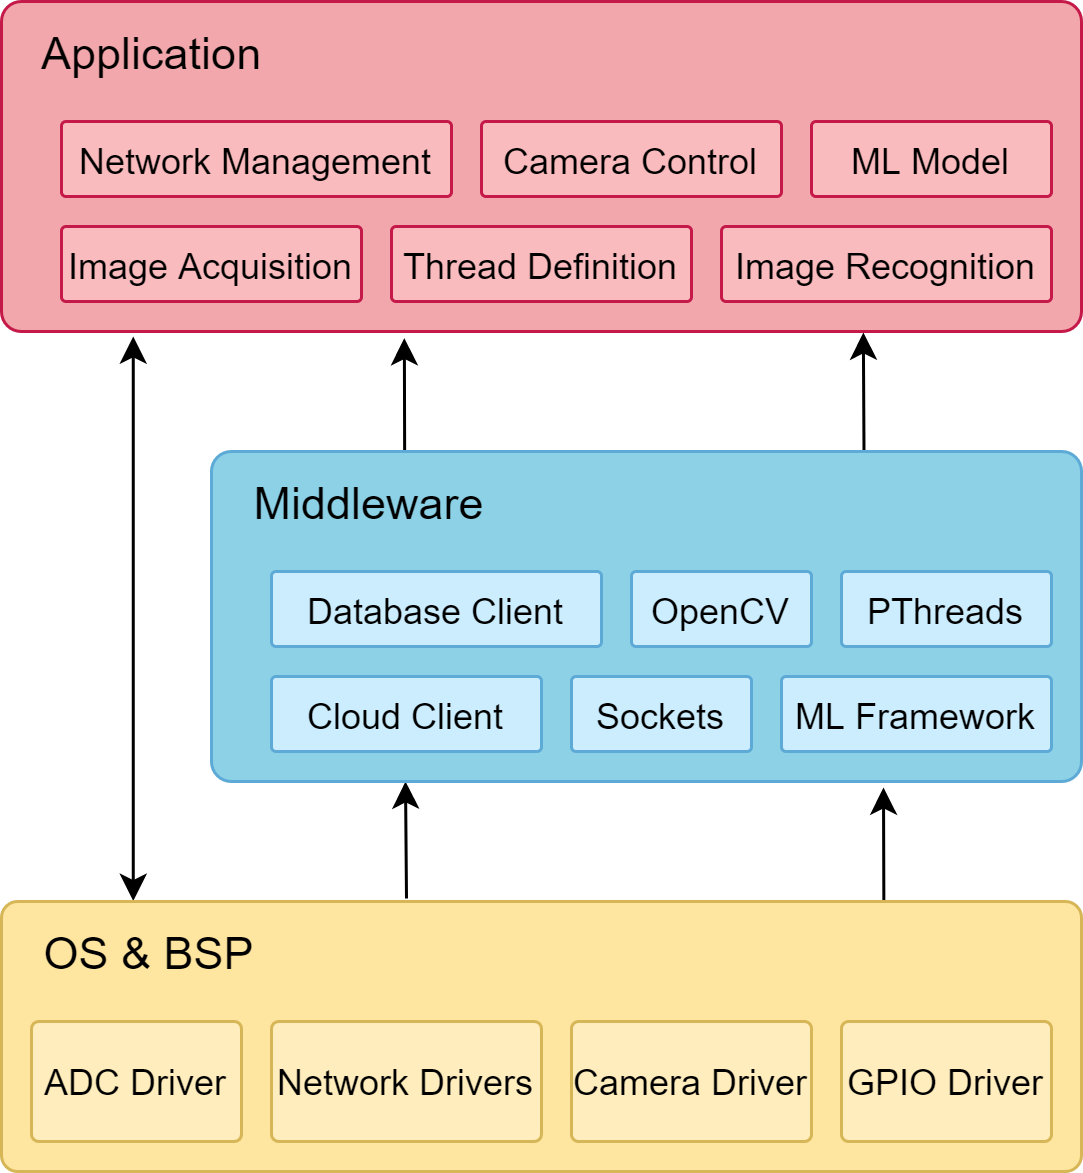 Application
Network Management
Camera Control
ML Model
Image Acquisition
Thread Definition
Image Recognition
Middleware
Database Client
OpenCV
PThreads
Cloud Client
Sockets
ML Framework
OS & BSP
ADC Driver
Network Drivers
Camera Driver
GPIO Driver